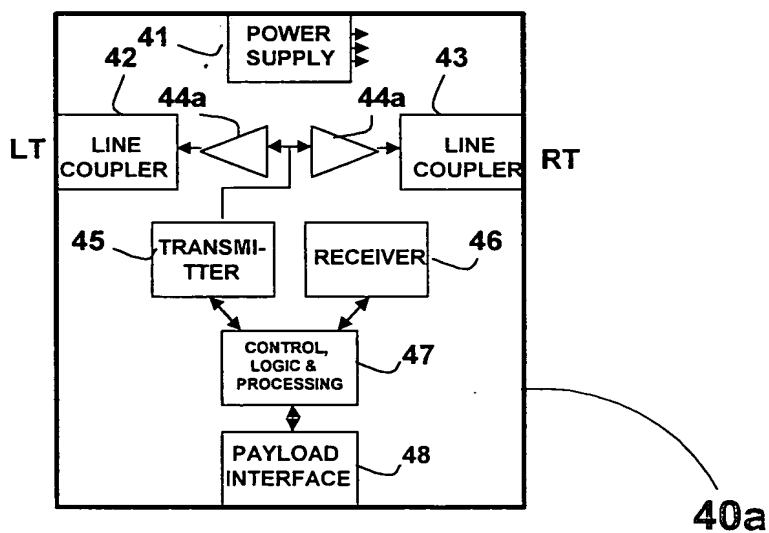 41
POWER
SUPPLY
42
43
44a
44a
LT
LINE
COUPLER
LINE
COUPLER
RT
45
TRANSMI-
TTER
RECEIVER
46
CONTROL,
LOGIC &
PROCESSING
47
PAYLOAD
INTERFACE
48
40a